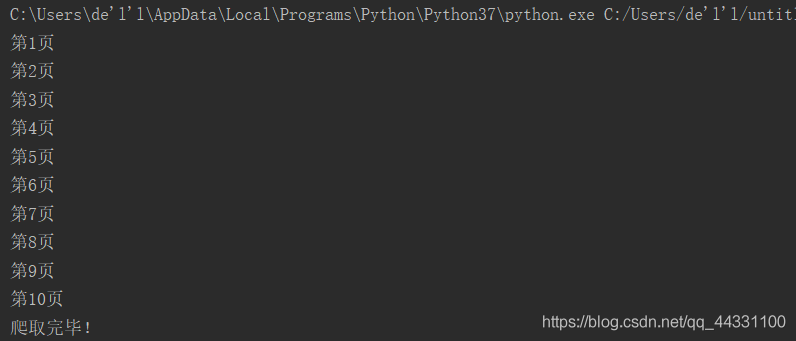 C:\Users\de'l'l\AppData\Local\Programs\Python\Python37\python.exe C:/Users/de'l'l/untit
第1页
第2页
第3页
第4页
第5页
第6页
第7页
第8页
第9页
第10页
爬取完毕!
https://blog.csdn.net/qq_44331100